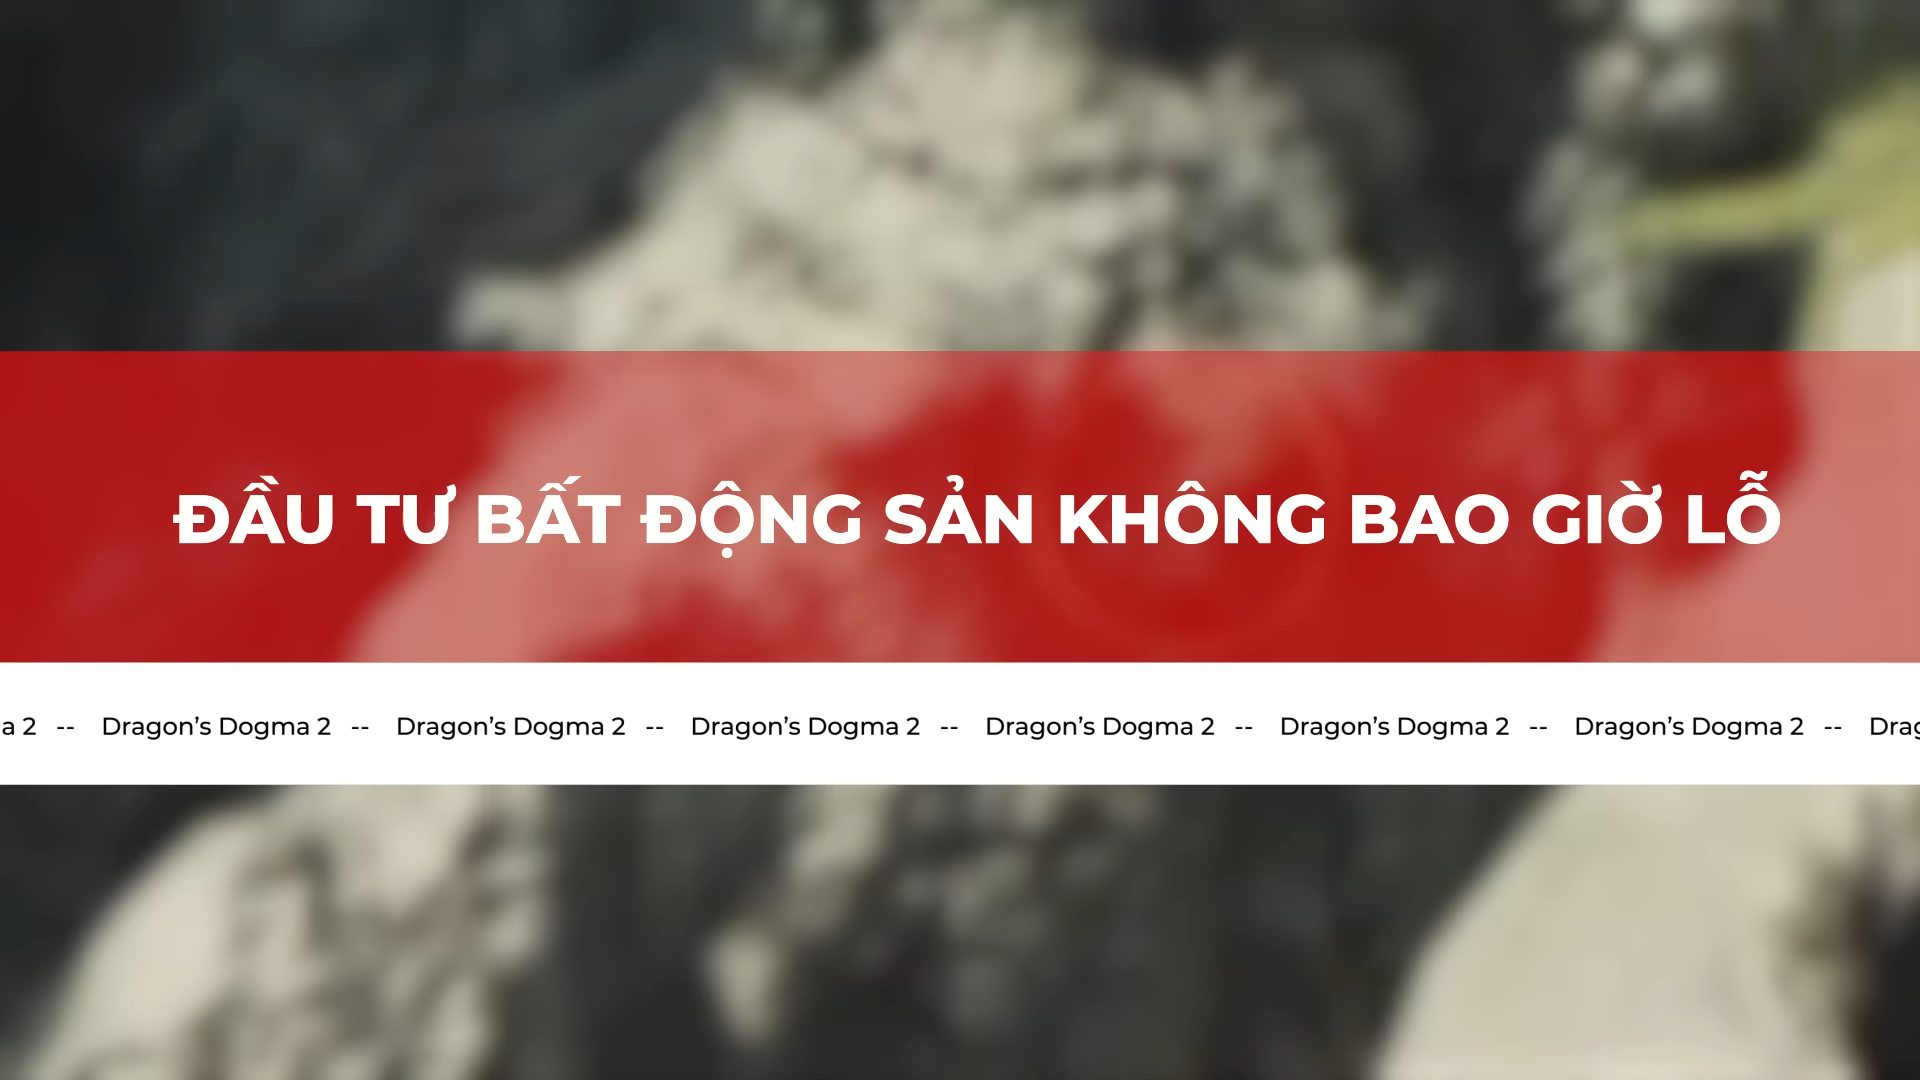 ĐẦU TƯ BẤT ĐỘNG SẢN KHÔNG BAO GIỜ LỖ
a 2 -- Dragon’s Dogma 2 -- Dragon’s Dogma 2 -- Dragon’s Dogma 2 -- Dragon’s Dogma 2 -- Dragon’s Dogma 2 -- Dragon’s Dogma 2 -- Drag